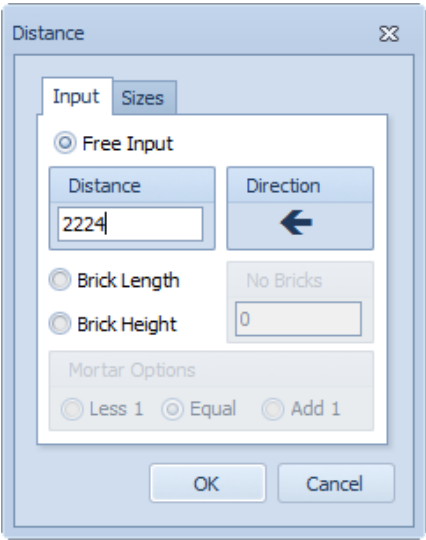 Distance
Input Sizes
Free Input
Distance Direction
2224
Brick Length No Bricks
Brick Height 0
Mortar Options
Less 1 Equal Add 1
OK Cancel